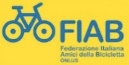 FIAB
Federazione Italiana
Amici della Bicicletta
ONLUS